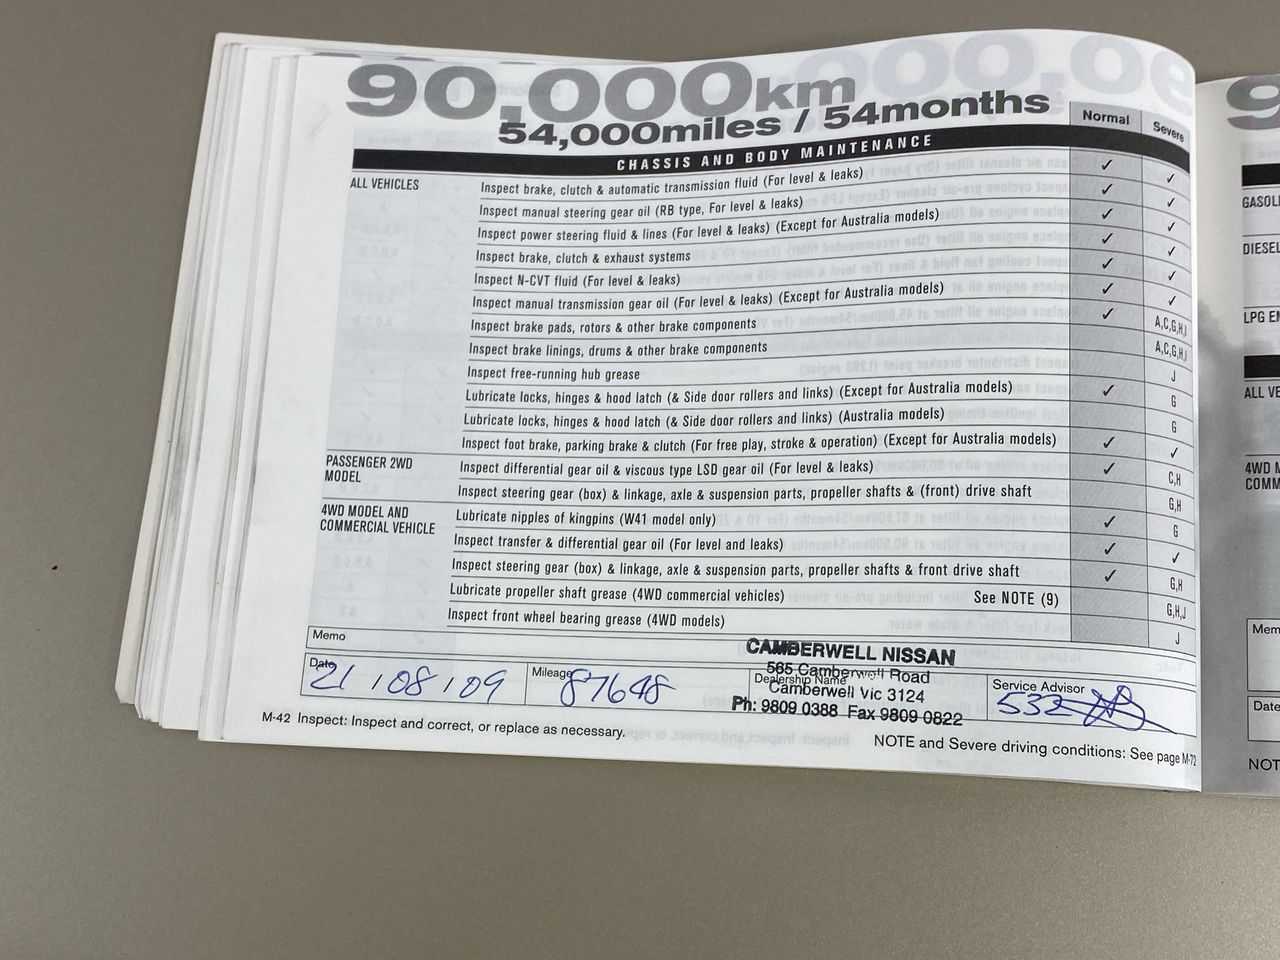 90,000km
54,000miles / 54months
Normal Severe
CHASSIS AND BODY MAINTENANCE
ALL VEHICLES Inspect brake, clutch & automatic transmission fluid (For level & leaks) ✓ ✓
Inspect manual steering gear oil (RB type, For level & leaks) ✓ ✓
Inspect power steering fluid & lines (For level & leaks) (Except for Australia models) ✓ ✓
Inspect brake, clutch & exhaust systems ✓ ✓
Inspect N-CVT fluid (For level & leaks) ✓ ✓
Inspect manual transmission gear oil (For level & leaks) (Except for Australia models) ✓ ✓
Inspect brake pads, rotors & other brake components ✓ A,C,G,H,I
Inspect brake linings, drums & other brake components A,C,G,H,I
Inspect free-running hub grease J
Lubricate locks, hinges & hood latch (& Side door rollers and links) (Except for Australia models) ✓ G
Lubricate locks, hinges & hood latch (& Side door rollers and links) (Australia models) G
Inspect foot brake, parking brake & clutch (For free play, stroke & operation) (Except for Australia models) ✓ ✓
PASSENGER 2WD MODEL Inspect differential gear oil & viscous type LSD gear oil (For level & leaks) ✓ C,H
Inspect steering gear (box) & linkage, axle & suspension parts, propeller shafts & (front) drive shaft G,H
4WD MODEL AND COMMERCIAL VEHICLE Lubricate nipples of kingpins (W41 model only) ✓ G
Inspect transfer & differential gear oil (For level and leaks) ✓ ✓
Inspect steering gear (box) & linkage, axle & suspension parts, propeller shafts & front drive shaft ✓ G,H
Lubricate propeller shaft grease (4WD commercial vehicles) See NOTE (9) G,H,J
Inspect front wheel bearing grease (4WD models) J
Memo
CAMBERWELL NISSAN
565 Camberwell Road
Camberwell Vic 3124
Ph: 9809 0388 Fax 9809 0822
Date 21/08/09
Mileage 87648
Dealership Name
Service Advisor 532
M-42 Inspect: Inspect and correct, or replace as necessary.
NOTE and Severe driving conditions: See page M-72
9
GASOLI
DIESEL
LPG EN
ALL VE
4WD M
COMM
Mem
Date
NOT